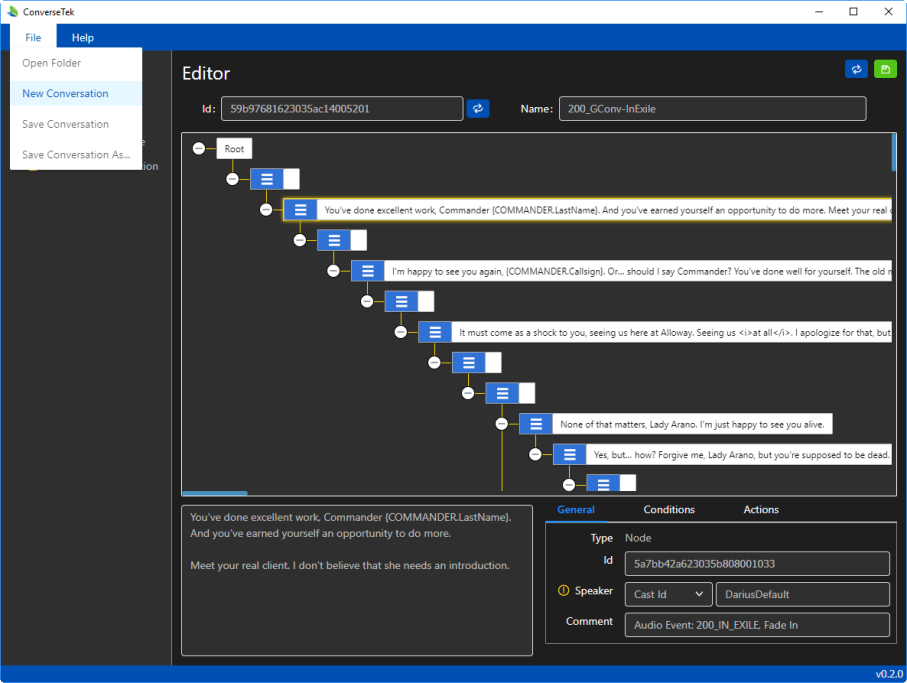 ConverseTek
File
Help
Open Folder
New Conversation
Save Conversation
Save Conversation As...
Editor
Id:
59b97681623035ac14005201
Name:
200_GConv-InExile
Root
You've done excellent work, Commander {COMMANDER.LastName}. And you've earned yourself an opportunity to do more. Meet your real
I'm happy to see you again, {COMMANDER.Callsign}. Or... should I say Commander? You've done well for yourself. The old
It must come as a shock to you, seeing us here at Alloway. Seeing us <i>at all</i>. I apologize for that, but
None of that matters, Lady Arano. I'm just happy to see you alive.
Yes, but... how? Forgive me, Lady Arano, but you're supposed to be dead.
You've done excellent work, Commander {COMMANDER.LastName}.
And you've earned yourself an opportunity to do more.
Meet your real client. I don't believe that she needs an introduction.
General
Conditions
Actions
Type
Node
Id
5a7bb42a623035b808001033
Speaker
Cast Id
DariusDefault
Comment
Audio Event: 200_IN_EXILE, Fade In
v0.2.0